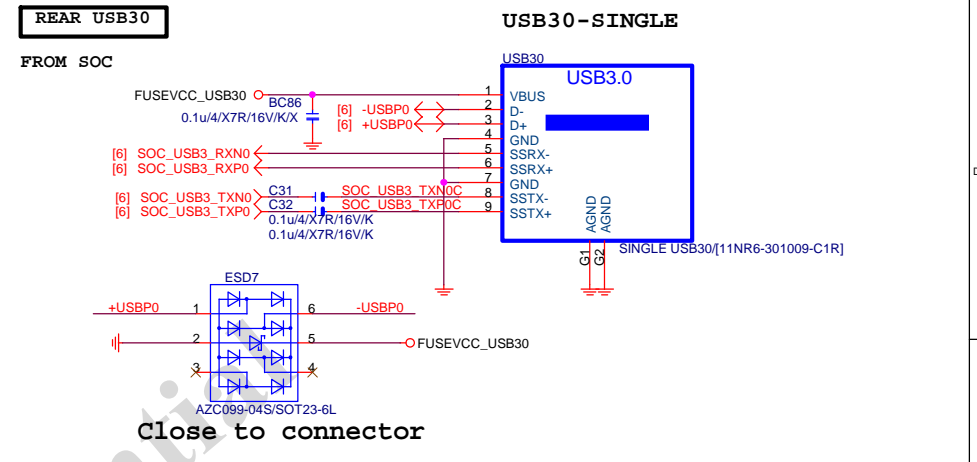 REAR USB30
USB30-SINGLE
FROM SOC
USB30
USB3.0
FUSEVCC_USB30
BC86
0.1u/4/X7R/16V/K/X
[6] -USBP0
[6] +USBP0
1 VBUS
2 D-
3 D+
4 GND
5 SSRX-
6 SSRX+
7 GND
8 SSTX-
9 SSTX+
[6] SOC_USB3_RXN0
[6] SOC_USB3_RXP0
[6] SOC_USB3_TXN0 C31 SOC_USB3_TXN0C
[6] SOC_USB3_TXP0 C32 SOC_USB3_TXP0C
0.1u/4/X7R/16V/K
0.1u/4/X7R/16V/K
AGND
AGND
G1
G2
SINGLE USB30/[11NR6-301009-C1R]
ESD7
+USBP0 1 6 -USBP0
2 5 FUSEVCC_USB30
3 4
AZC099-04S/SOT23-6L
Close to connector